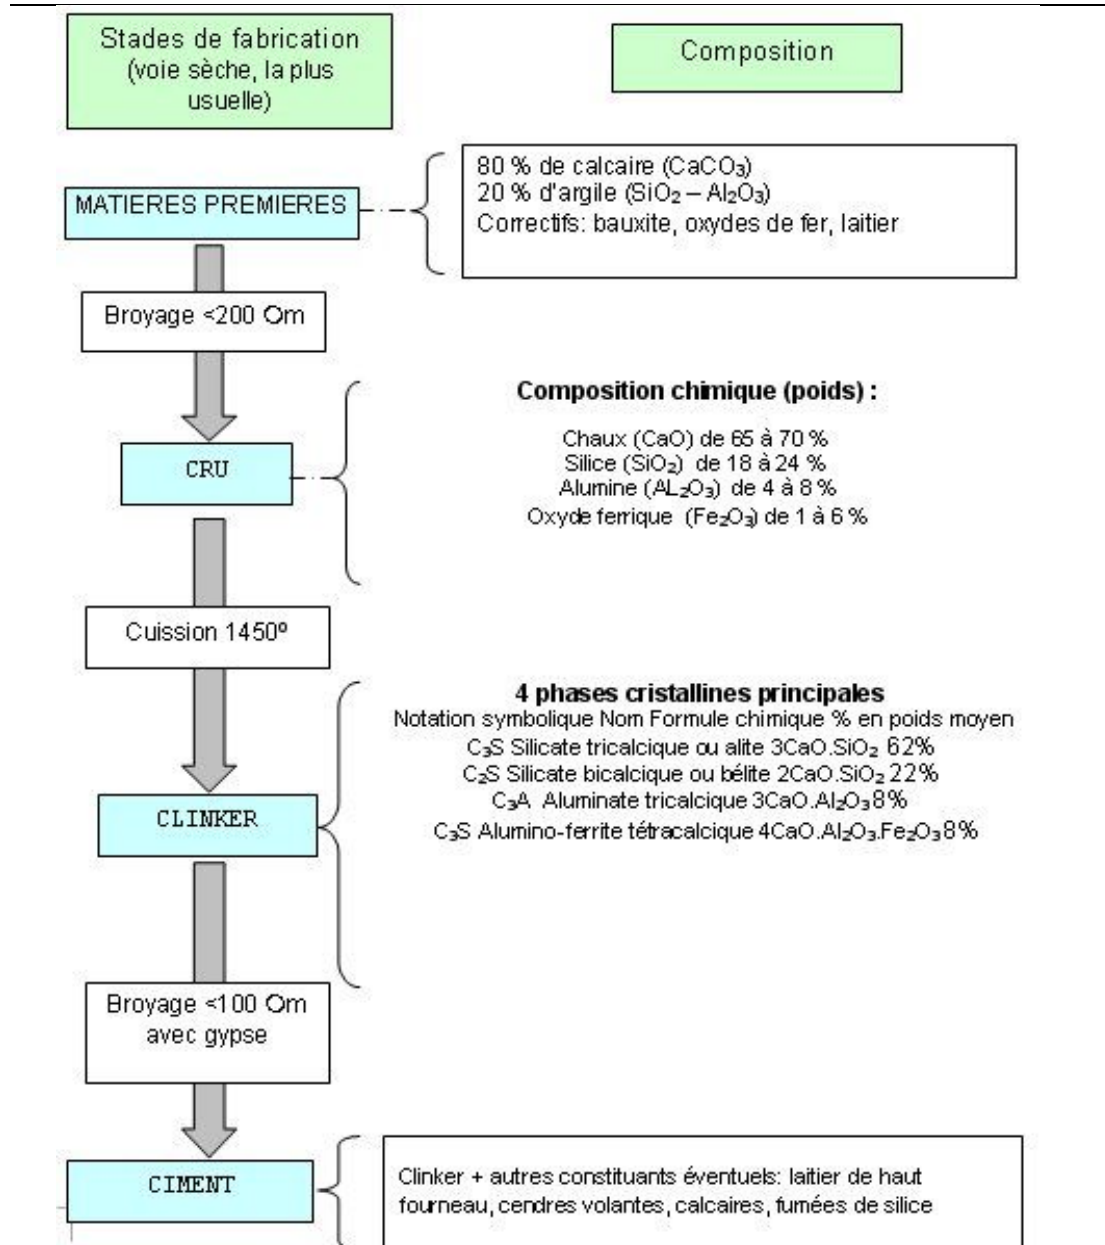 Stades de fabrication
(voie sèche, la plus
usuelle)
Composition
MATIERES PREMIERES
80 % de calcaire (CaCO₃)
20 % d'argile (SiO₂ – Al₂O₃)
Correctifs: bauxite, oxydes de fer, laitier
Broyage <200 Om
Composition chimique (poids) :
Chaux (CaO) de 65 à 70 %
Silice (SiO₂) de 18 à 24 %
Alumine (AL₂O₃) de 4 à 8 %
Oxyde ferrique (Fe₂O₃) de 1 à 6 %
CRU
Cuission 1450º
4 phases cristallines principales
Notation symbolique Nom Formule chimique % en poids moyen
C₃S Silicate tricalcique ou alite 3CaO.SiO₂ 62%
C₂S Silicate bicalcique ou bélite 2CaO.SiO₂ 22%
C₃A Aluminate tricalcique 3CaO.Al₂O₃ 8%
C₃S Alumino-ferrite tétracalcique 4CaO.Al₂O₃.Fe₂O₃ 8%
CLINKER
Broyage <100 Om
avec gypse
CIMENT
Clinker + autres constituants éventuels: laitier de haut
fourneau, cendres volantes, calcaires, fumées de silice